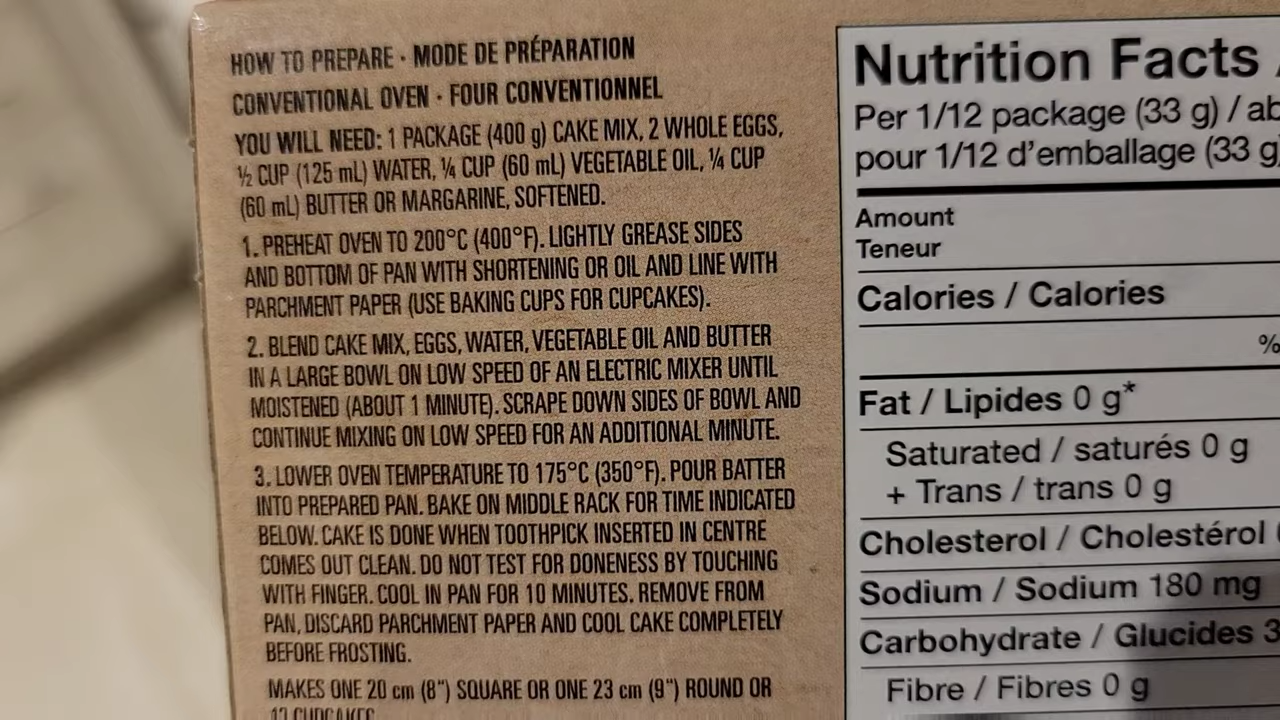 HOW TO PREPARE · MODE DE PRÉPARATION
CONVENTIONAL OVEN · FOUR CONVENTIONNEL
YOU WILL NEED: 1 PACKAGE (400 g) CAKE MIX, 2 WHOLE EGGS,
½ CUP (125 mL) WATER, ¼ CUP (60 mL) VEGETABLE OIL, ¼ CUP
(60 mL) BUTTER OR MARGARINE, SOFTENED.
1. PREHEAT OVEN TO 200°C (400°F). LIGHTLY GREASE SIDES
AND BOTTOM OF PAN WITH SHORTENING OR OIL AND LINE WITH
PARCHMENT PAPER (USE BAKING CUPS FOR CUPCAKES).
2. BLEND CAKE MIX, EGGS, WATER, VEGETABLE OIL AND BUTTER
IN A LARGE BOWL ON LOW SPEED OF AN ELECTRIC MIXER UNTIL
MOISTENED (ABOUT 1 MINUTE). SCRAPE DOWN SIDES OF BOWL AND
CONTINUE MIXING ON LOW SPEED FOR AN ADDITIONAL MINUTE.
3. LOWER OVEN TEMPERATURE TO 175°C (350°F). POUR BATTER
INTO PREPARED PAN. BAKE ON MIDDLE RACK FOR TIME INDICATED
BELOW. CAKE IS DONE WHEN TOOTHPICK INSERTED IN CENTRE
COMES OUT CLEAN. DO NOT TEST FOR DONENESS BY TOUCHING
WITH FINGER. COOL IN PAN FOR 10 MINUTES. REMOVE FROM
PAN, DISCARD PARCHMENT PAPER AND COOL CAKE COMPLETELY
BEFORE FROSTING.
MAKES ONE 20 cm (8") SQUARE OR ONE 23 cm (9") ROUND OR
12 CUPCAKES
Nutrition Facts /
Per 1/12 package (33 g) / ab
pour 1/12 d'emballage (33 g
Amount
Teneur
Calories / Calories
%
Fat / Lipides 0 g*
Saturated / saturés 0 g
+ Trans / trans 0 g
Cholesterol / Cholestérol
Sodium / Sodium 180 mg
Carbohydrate / Glucides 3
Fibre / Fibres 0 g